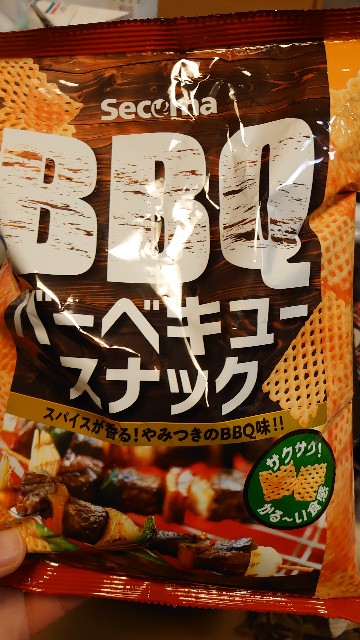 Secoma
BBQ
バーベキュー
スナック
スパイスが香る！やみつきのBBQ味!!
サクサク！
かる〜い食感